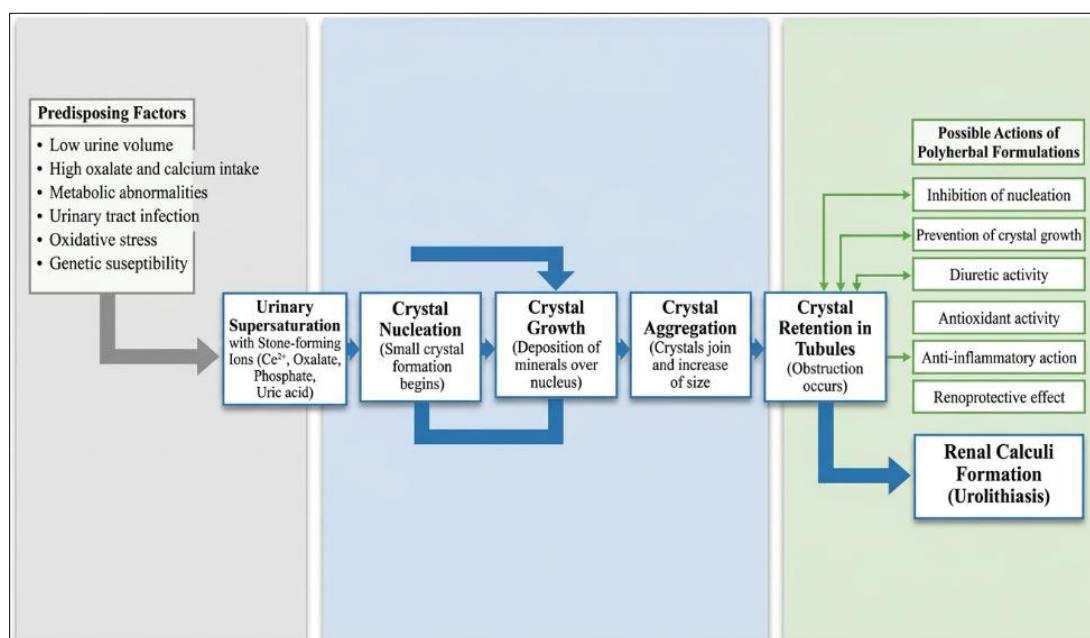 Predisposing Factors
• Low urine volume
• High oxalate and calcium intake
• Metabolic abnormalities
• Urinary tract infection
• Oxidative stress
• Genetic suseptibility
Urinary
Supersaturation
with Stone-forming
Ions (Ce²⁺, Oxalate,
Phosphate,
Uric acid)
Crystal
Nucleation
(Small crystal
formation
begins)
Crystal
Growth
(Deposition of
minerals over
nucleus)
Crystal
Aggregation
(Crystals join
and increase
of size)
Crystal
Retention in
Tubules
(Obstruction
occurs)
Possible Actions of
Polyherbal Formulations
Inhibition of nucleation
Prevention of crystal growth
Diuretic activity
Antioxidant activity
Anti-inflammatory action
Renoprotective effect
Renal Calculi
Formation
(Urolithiasis)